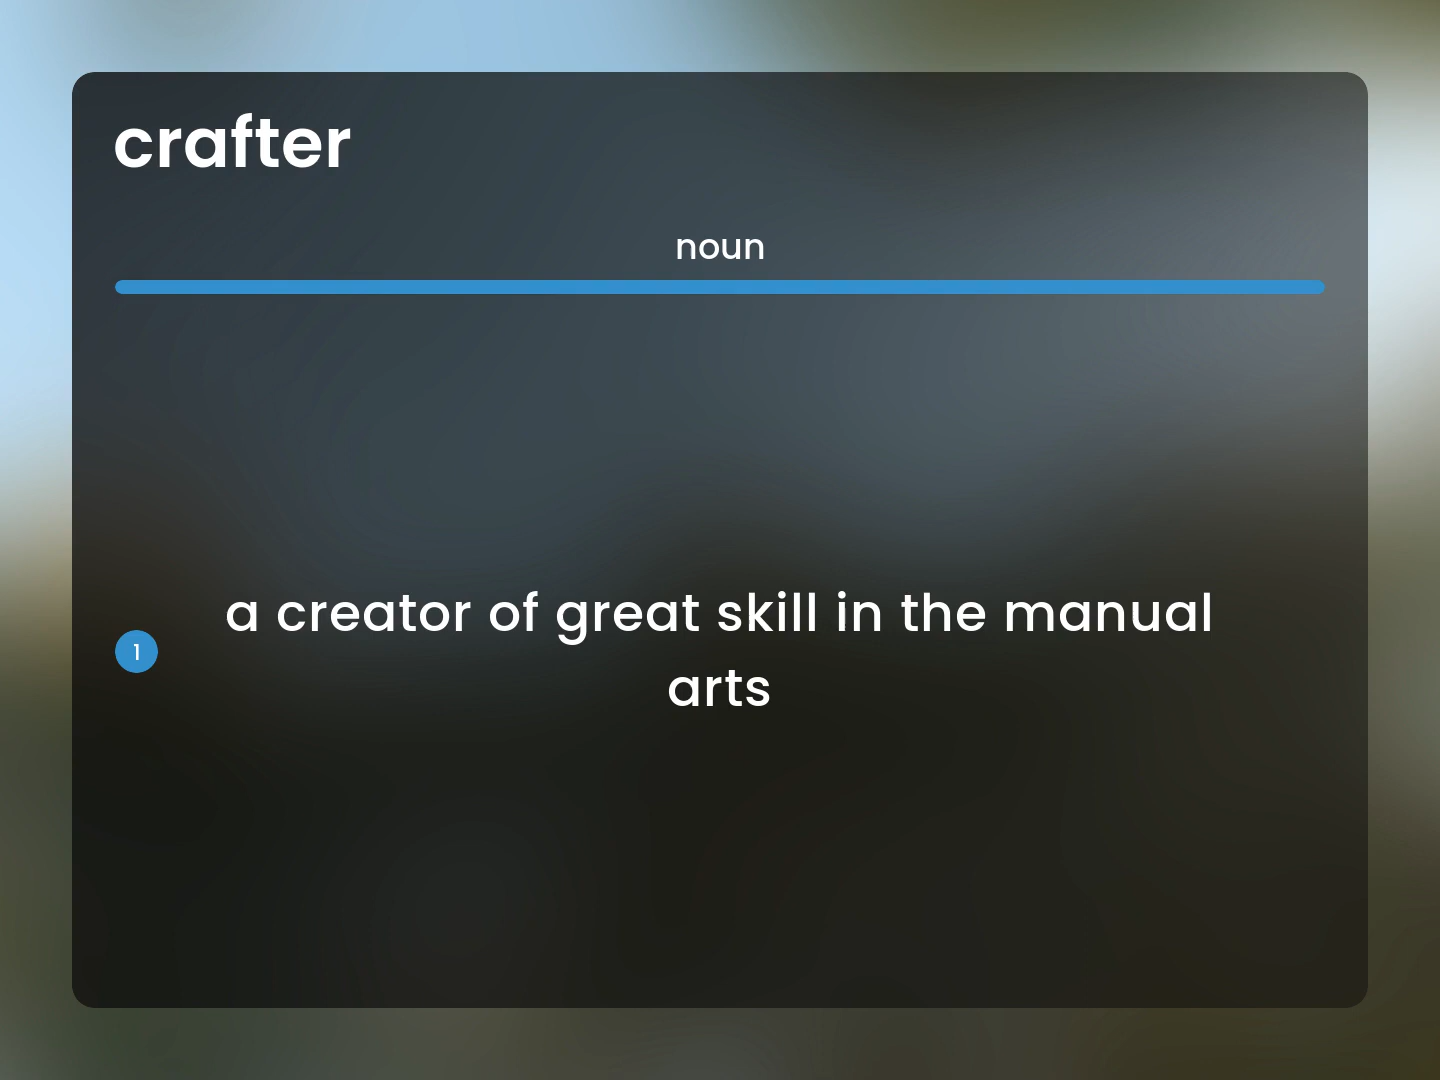 crafter
noun
1
a creator of great skill in the manual
arts